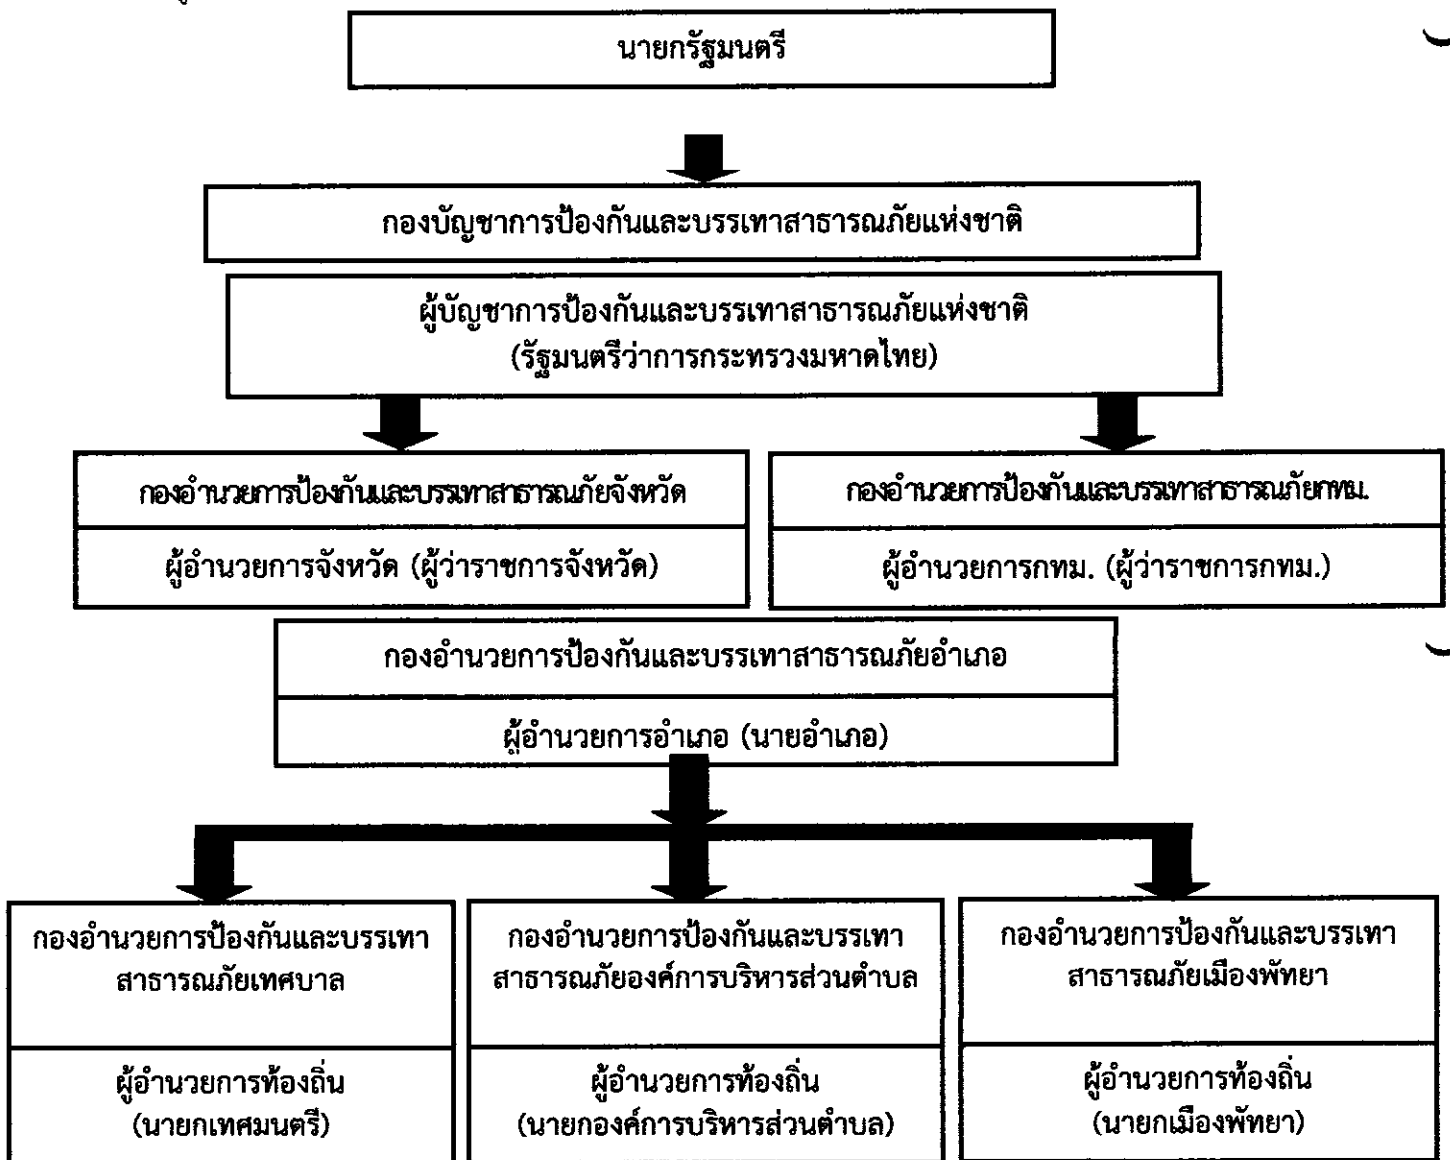 นายกรัฐมนตรี
กองบัญชาการป้องกันและบรรเทาสาธารณภัยแห่งชาติ
ผู้บัญชาการป้องกันและบรรเทาสาธารณภัยแห่งชาติ
(รัฐมนตรีว่าการกระทรวงมหาดไทย)
กองอำนวยการป้องกันและบรรเทาสาธารณภัยจังหวัด
ผู้อำนวยการจังหวัด (ผู้ว่าราชการจังหวัด)
กองอำนวยการป้องกันและบรรเทาสาธารณภัยกทม.
ผู้อำนวยการกทม. (ผู้ว่าราชการกทม.)
กองอำนวยการป้องกันและบรรเทาสาธารณภัยอำเภอ
ผู้อำนวยการอำเภอ (นายอำเภอ)
กองอำนวยการป้องกันและบรรเทา
สาธารณภัยเทศบาล
ผู้อำนวยการท้องถิ่น
(นายกเทศมนตรี)
กองอำนวยการป้องกันและบรรเทา
สาธารณภัยองค์การบริหารส่วนตำบล
ผู้อำนวยการท้องถิ่น
(นายกองค์การบริหารส่วนตำบล)
กองอำนวยการป้องกันและบรรเทา
สาธารณภัยเมืองพัทยา
ผู้อำนวยการท้องถิ่น
(นายกเมืองพัทยา)